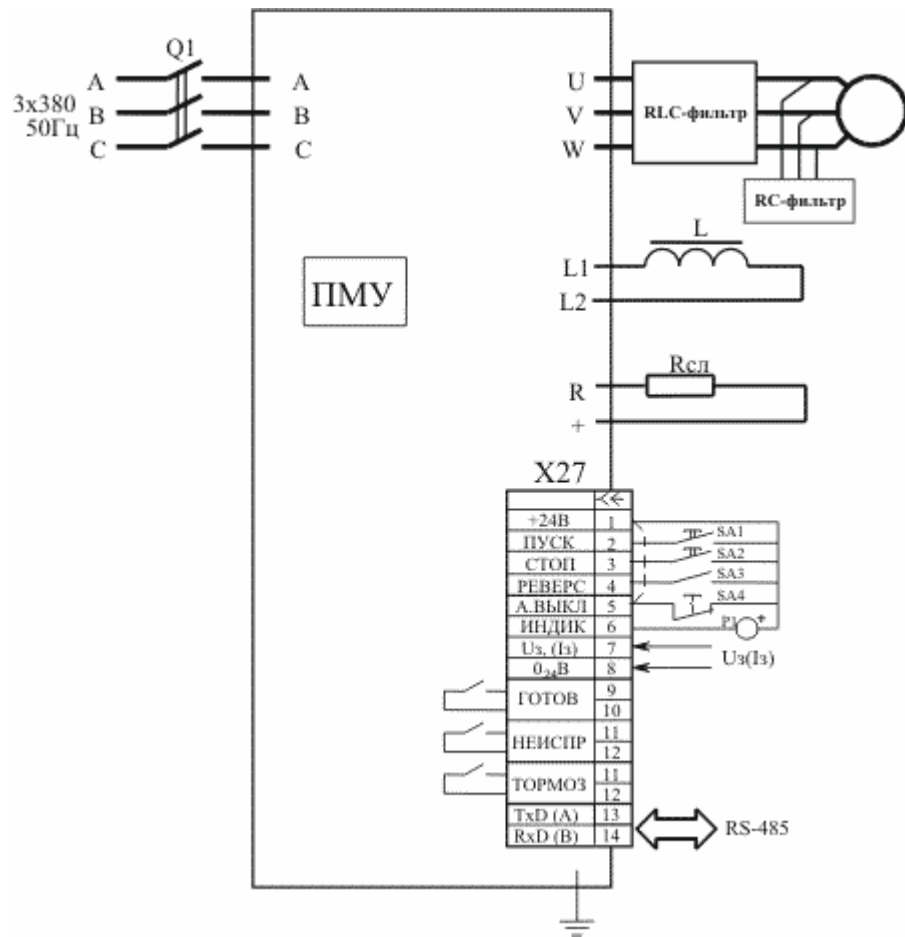 Q1
A A
3x380 B B
50Гц
C C
U
V
W
RLC-фильтр
RC-фильтр
L
L1
L2
ПМУ
Rсл
R
+
X27
+24В 1
ПУСК 2 SA1
СТОП 3 SA2
РЕВЕРС 4 SA3
А.ВЫКЛ 5 SA4
ИНДИК 6 P1 +
Uз, (Iз) 7
Uз(Iз)
0₂₄В 8
ГОТОВ 9
10
НЕИСПР 11
12
ТОРМОЗ 11
12
TxD (A) 13
RxD (B) 14
RS-485